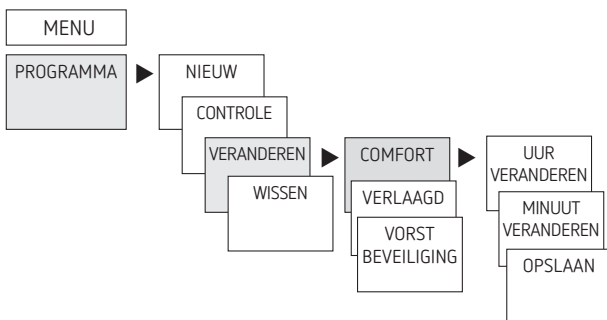 MENU
PROGRAMMA
NIEUW
CONTROLE
VERANDEREN
WISSEN
COMFORT
VERLAAGD
VORST
BEVEILIGING
UUR
VERANDEREN
MINUUT
VERANDEREN
OPSLAAN